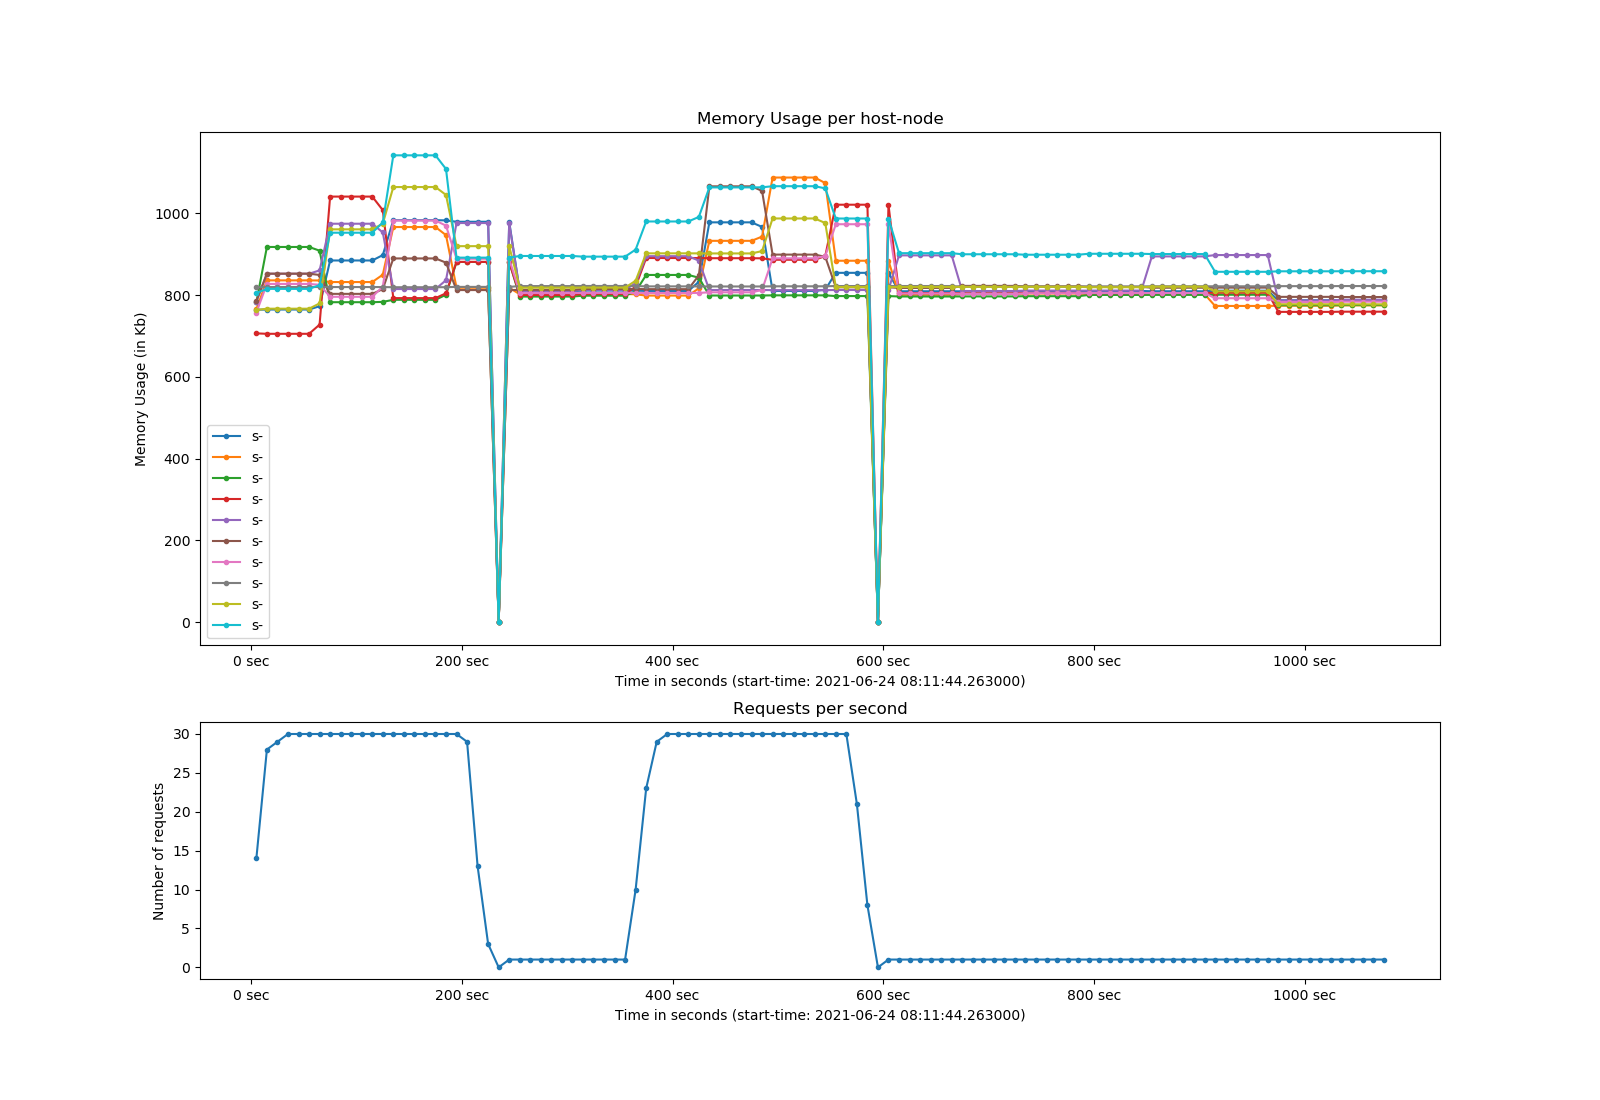 Memory Usage per host-node
Memory Usage (in Kb)
1000
800
600
400
200
0
s-
s-
s-
s-
s-
s-
s-
s-
s-
s-
0 sec 200 sec 400 sec 600 sec 800 sec 1000 sec
Time in seconds (start-time: 2021-06-24 08:11:44.263000)
Requests per second
Number of requests
30
25
20
15
10
5
0
0 sec 200 sec 400 sec 600 sec 800 sec 1000 sec
Time in seconds (start-time: 2021-06-24 08:11:44.263000)